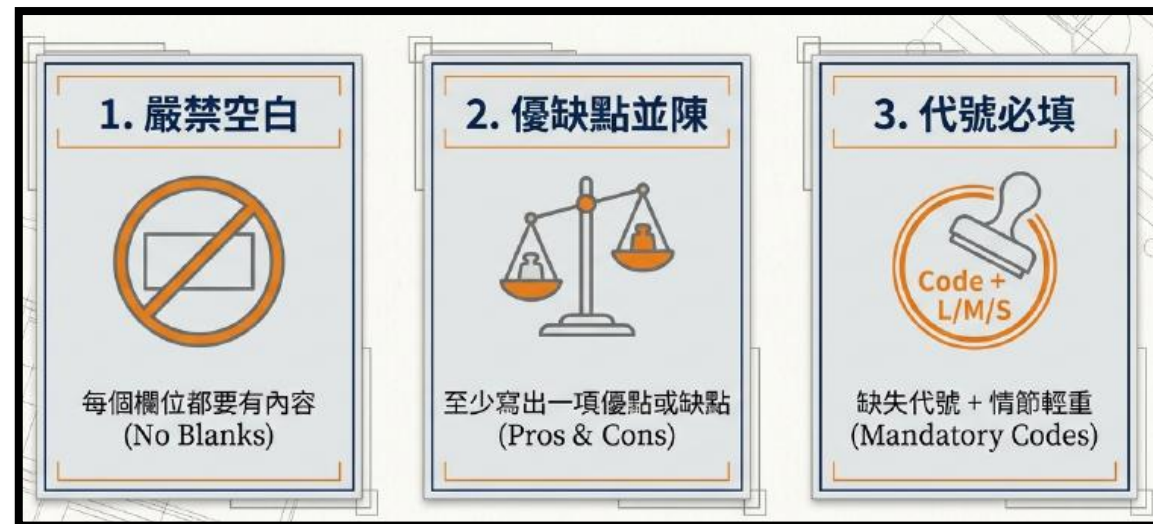 1. 嚴禁空白
每個欄位都要有內容
(No Blanks)
2. 優缺點並陳
至少寫出一項優點或缺點
(Pros & Cons)
3. 代號必填
Code +
L/M/S
缺失代號 + 情節輕重
(Mandatory Codes)